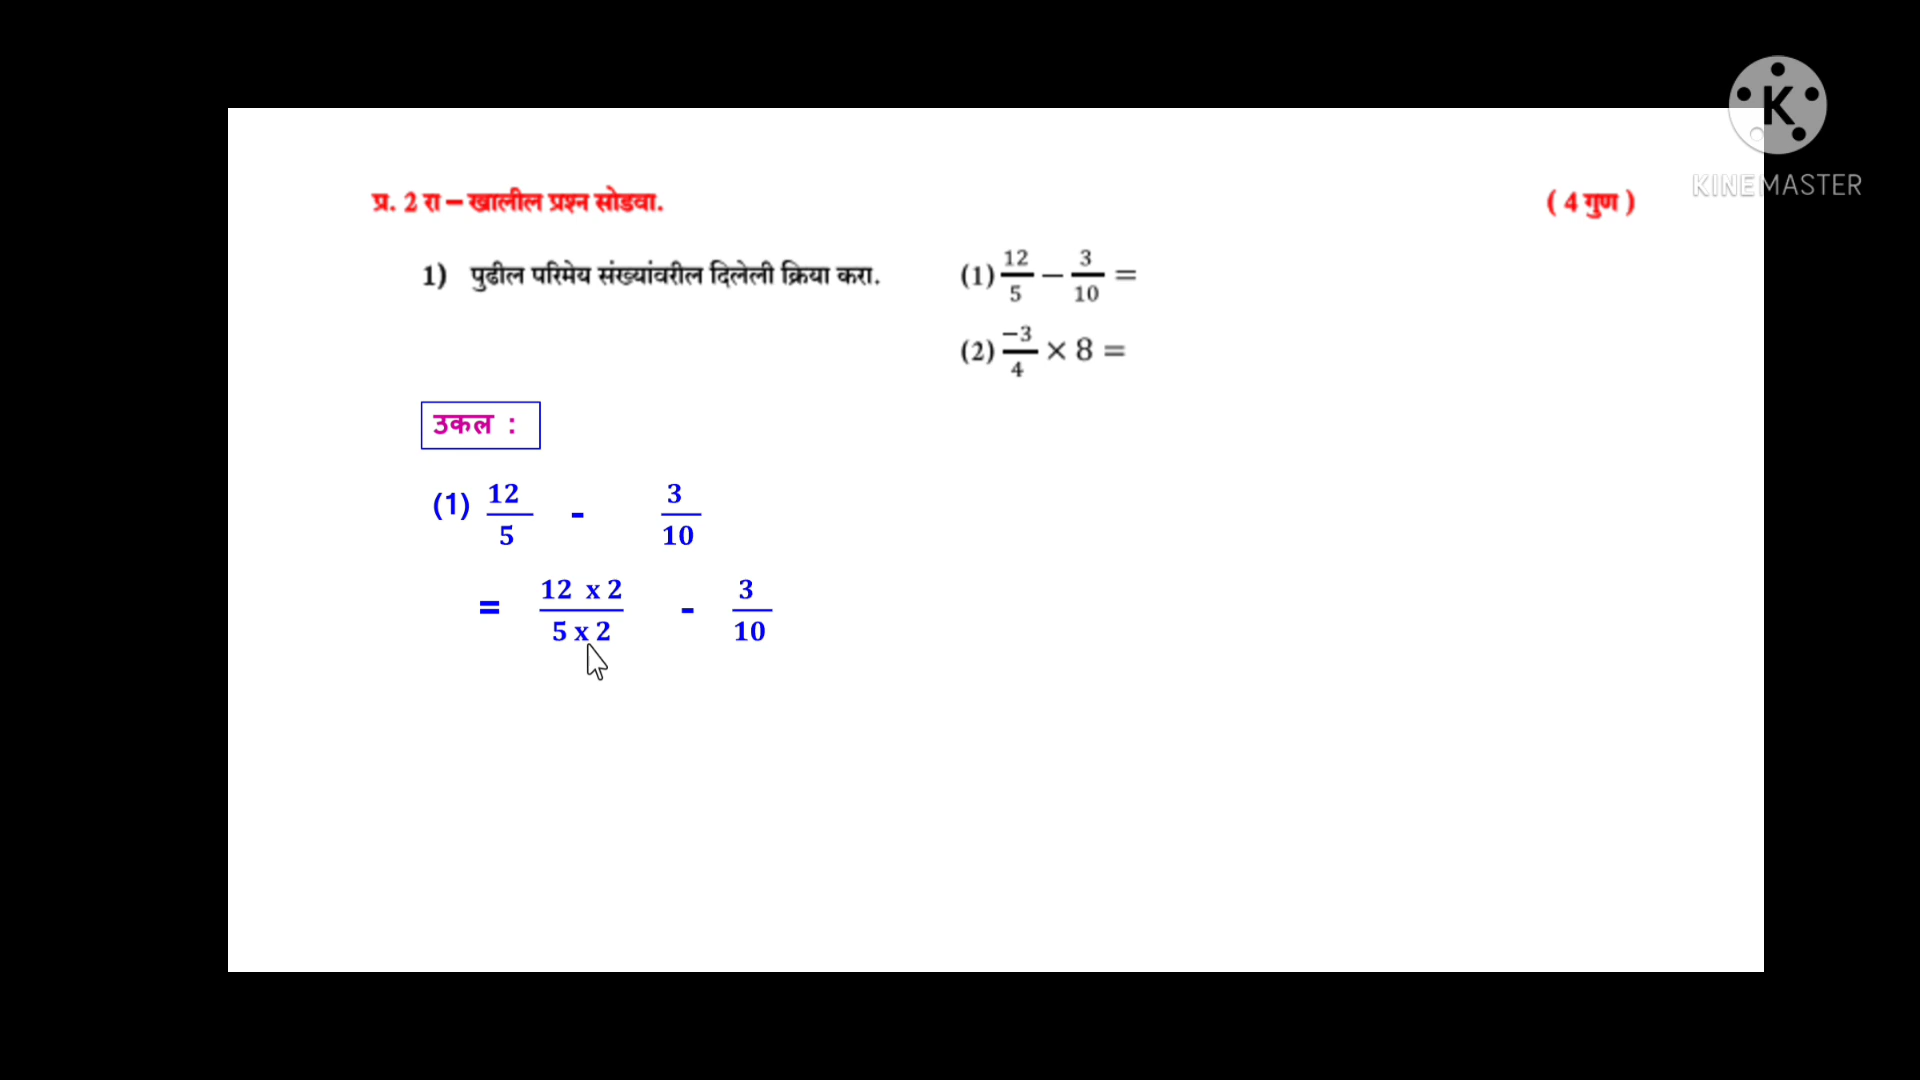 K
KINEMASTER
प्र. 2 रा – खालील प्रश्न सोडवा. ( 4 गुण )
1) पुढील परिमेय संख्यांवरील दिलेली क्रिया करा. (1) 12/5 − 3/10 =
(2) −3/4 × 8 =
उकल :
(1) 12/5 - 3/10
= 12 x 2/5 x 2 - 3/10